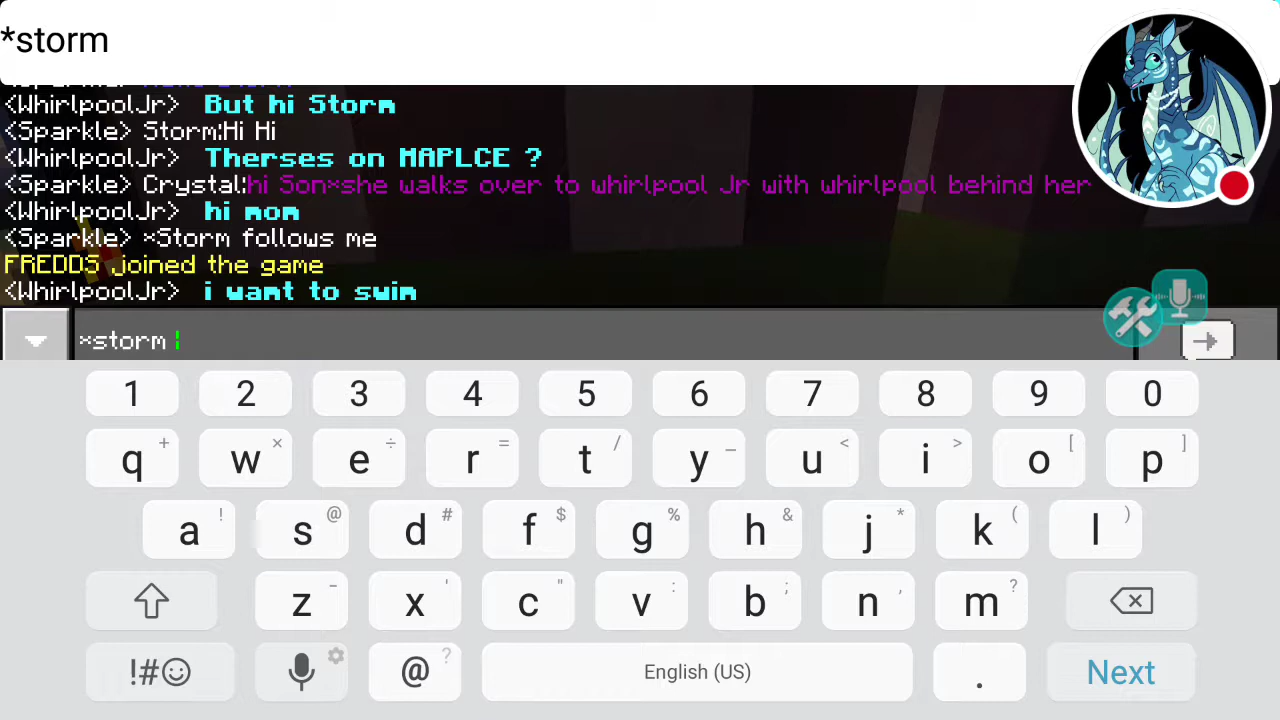 *storm
<WhirlpoolJr> But hi Storm
<Sparkle> Storm:Hi Hi
<WhirlpoolJr> Therses on MAPLCE ?
<Sparkle> Crystal:hi Son×she walks over to whirlpool Jr with whirlpool behind her
<WhirlpoolJr> hi mom
<Sparkle> ×Storm follows me
FREDDS joined the game
<WhirlpoolJr> i want to swim
×storm
1 2 3 4 5 6 7 8 9 0
q + w × e ÷ r = t / y _ u < i > o [ p ]
a ! s @ d # f $ g % h & j * k ( l )
z - x ' c " v : b ; n , m ?
!#☺ @ ? English (US) . Next